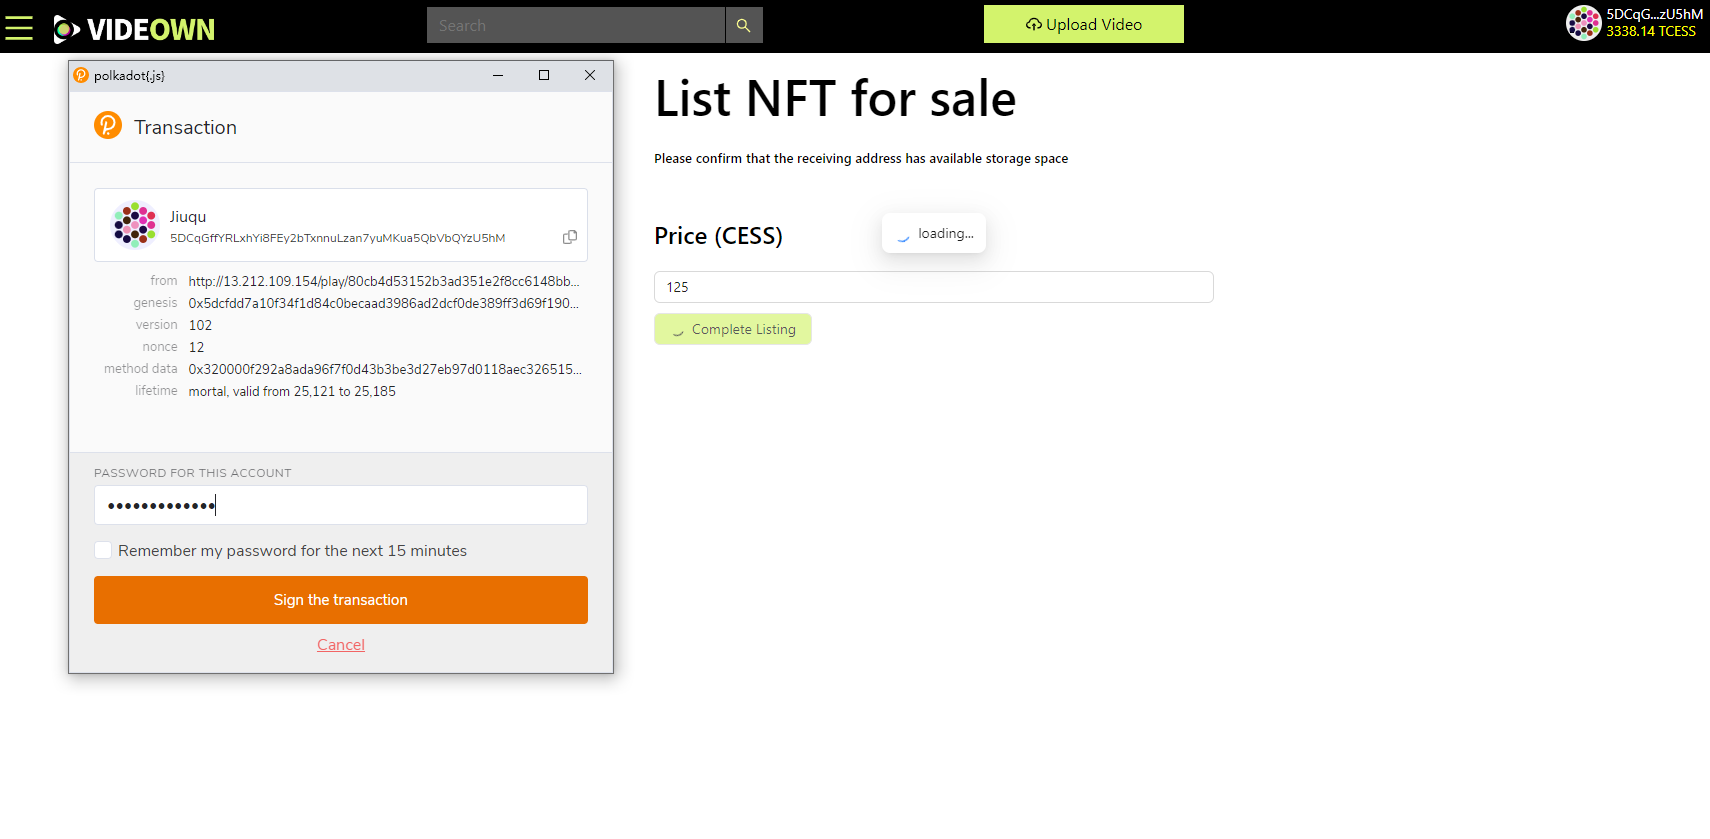 VIDEOWN
Search
Upload Video
5DCqG...zU5hM
3338.14 TCESS
polkadot{.js}
Transaction
Jiuqu
5DCqGffYRLxhYi8FEy2bTxnnuLzan7yuMKua5QbVbQYzU5hM
from http://13.212.109.154/play/80cb4d53152b3ad351e2f8cc6148bb...
genesis 0x5dcfdd7a10f34f1d84c0becaad3986ad2dcf0de389ff3d69f190...
version 102
nonce 12
method data 0x320000f292a8ada96f7f0d43b3be3d27eb97d0118aec326515...
lifetime mortal, valid from 25,121 to 25,185
PASSWORD FOR THIS ACCOUNT
•••••••••••••
Remember my password for the next 15 minutes
Sign the transaction
Cancel
List NFT for sale
Please confirm that the receiving address has available storage space
Price (CESS)
loading...
125
Complete Listing